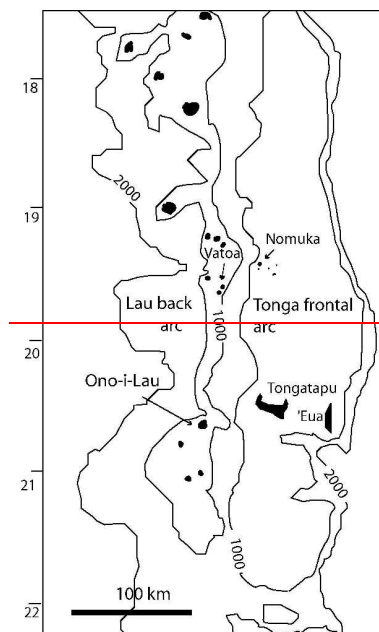 18
2000
19
Nomuka
Vatoa
Lau back
arc
1000
Tonga frontal
arc
20
Ono-i-Lau
Tongatapu
'Eua
21
2000
1000
100 km
22